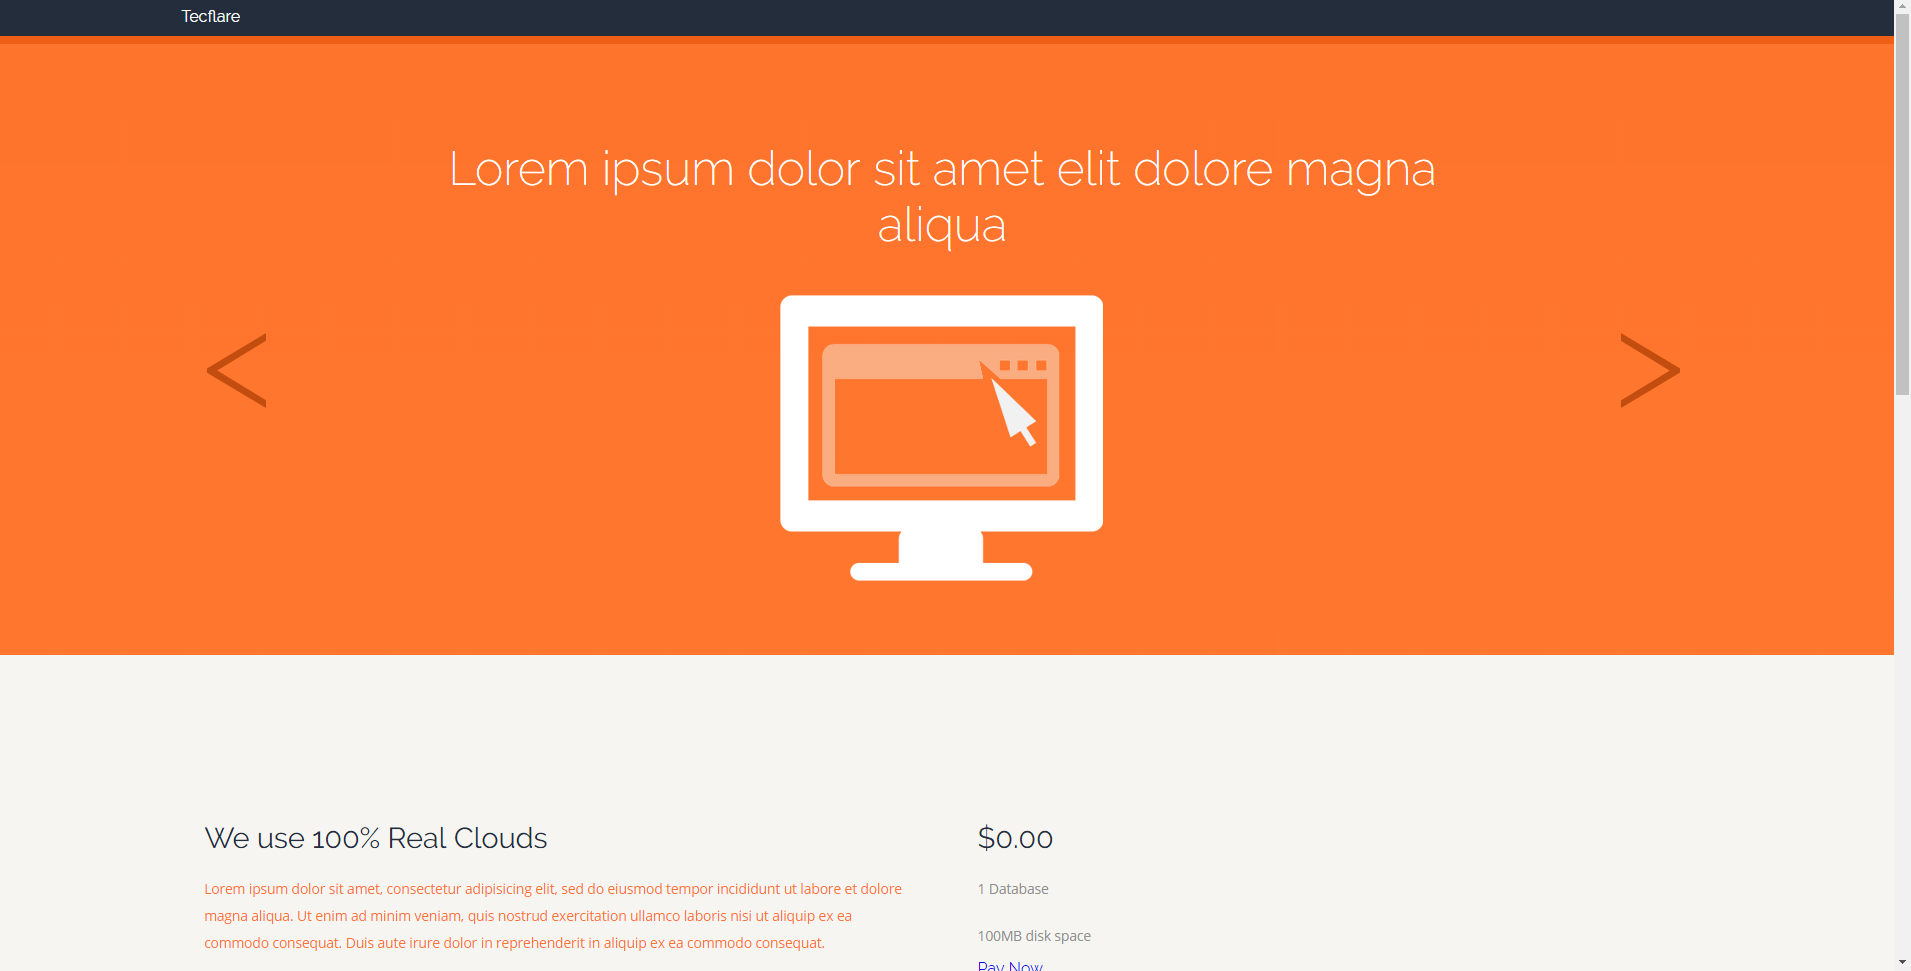 Tecflare
Lorem ipsum dolor sit amet elit dolore magna
aliqua
We use 100% Real Clouds
Lorem ipsum dolor sit amet, consectetur adipisicing elit, sed do eiusmod tempor incididunt ut labore et dolore
magna aliqua. Ut enim ad minim veniam, quis nostrud exercitation ullamco laboris nisi ut aliquip ex ea
commodo consequat. Duis aute irure dolor in reprehenderit in aliquip ex ea commodo consequat.
$0.00
1 Database
100MB disk space
Pay Now